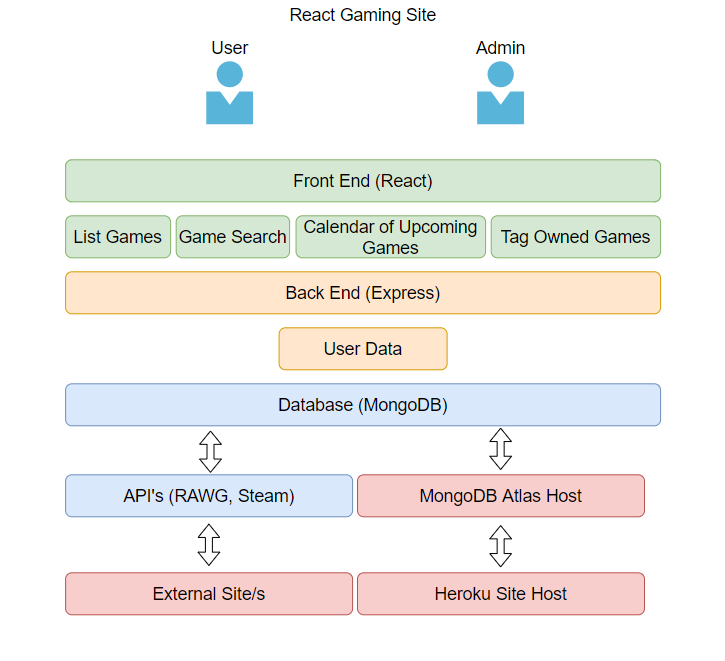 React Gaming Site
User
Admin
Front End (React)
List Games
Game Search
Calendar of Upcoming
Games
Tag Owned Games
Back End (Express)
User Data
Database (MongoDB)
API's (RAWG, Steam)
MongoDB Atlas Host
External Site/s
Heroku Site Host